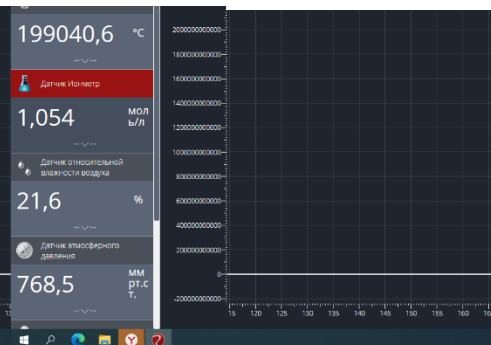 199040,6 °C
Датчик Ионметр
1,054 мол
ь/л
Датчик относительной
влажности воздуха
21,6 %
Датчик атмосферного
давления
768,5 мм
рт.с
т.
2000000000000
1800000000000
1600000000000
1400000000000
1200000000000
1000000000000
800000000000
600000000000
400000000000
200000000000
0
-200000000000
15 120 125 130 135 140 145 150 155 160 16